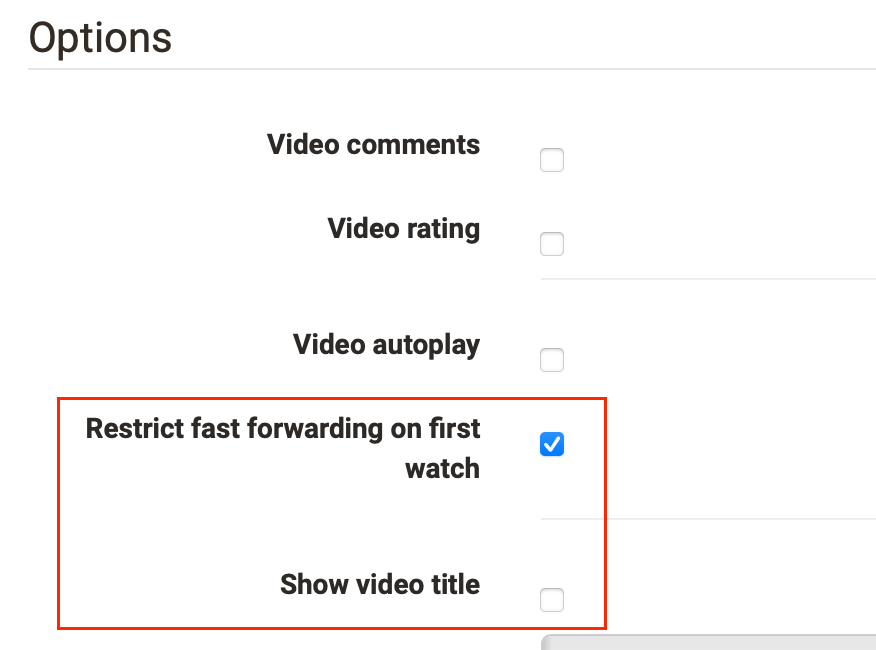 Options
Video comments
Video rating
Video autoplay
Restrict fast forwarding on first
watch
Show video title